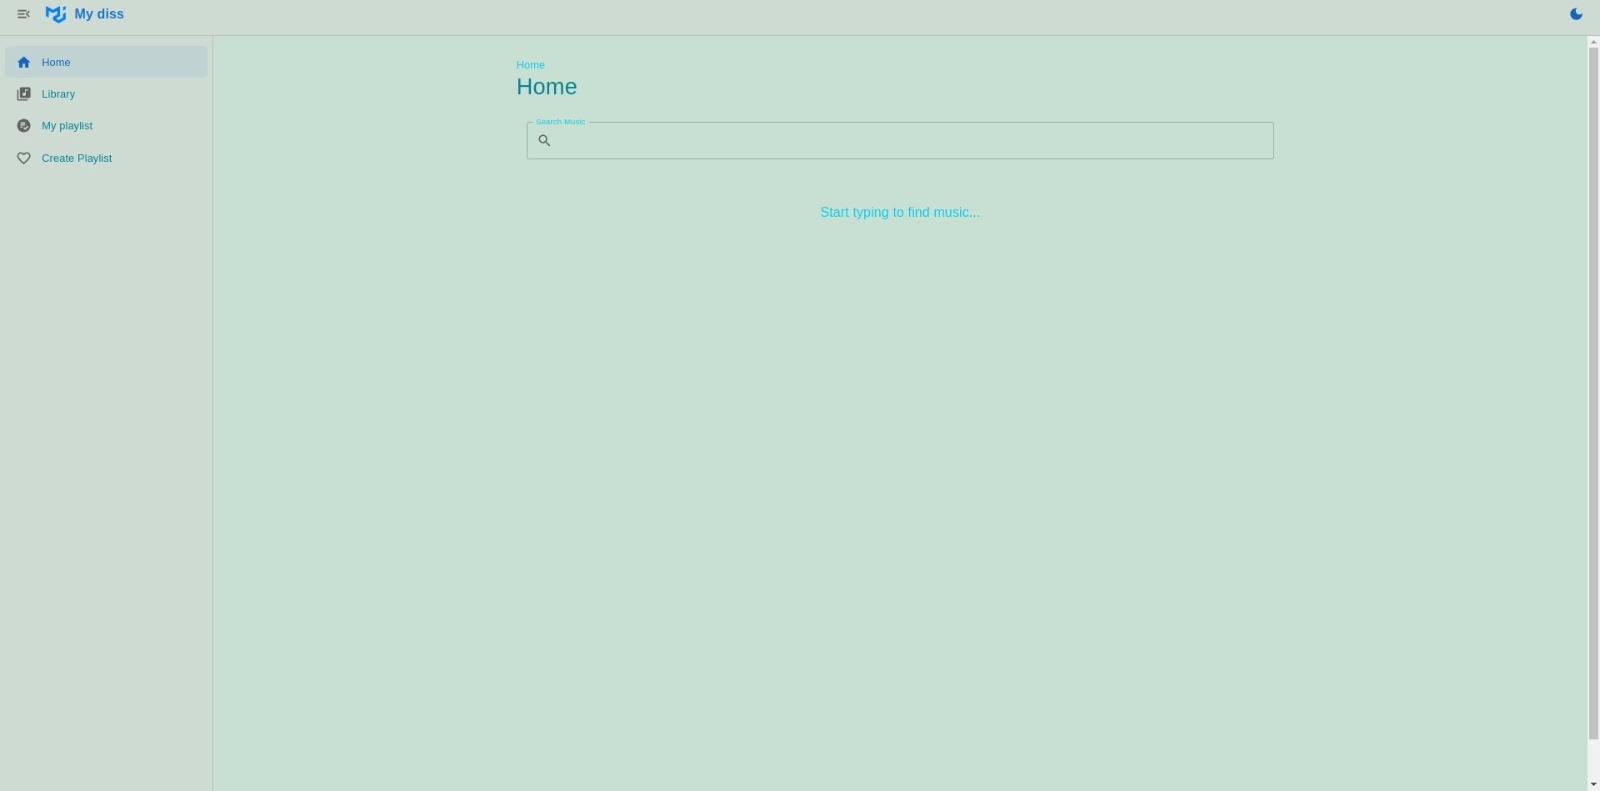 My diss
Home
Library
My playlist
Create Playlist
Home
Home
Search Music
Start typing to find music...